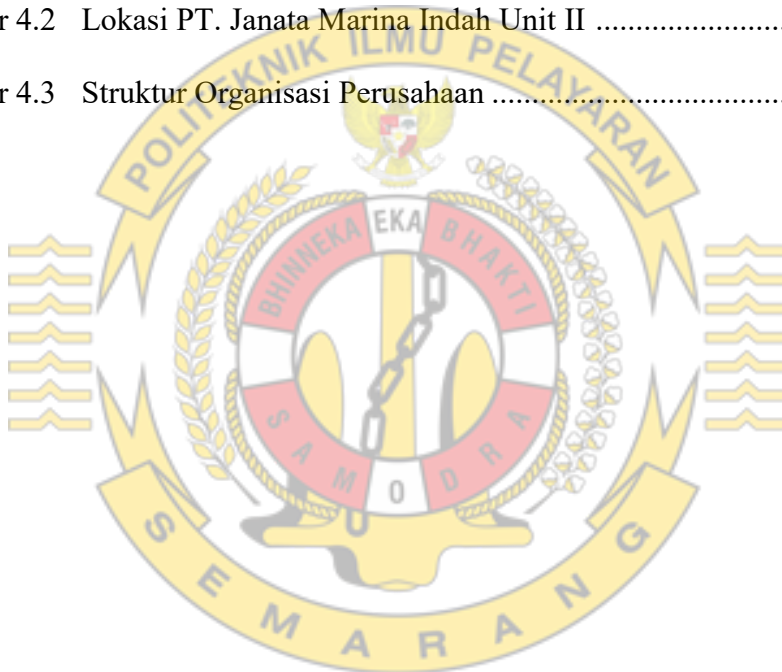 r 4.2 Lokasi PT. Janata Marina Indah Unit II ........................
r 4.3 Struktur Organisasi Perusahaan ....................................
POLITEKNIK ILMU PELAYARAN
EKA
BHINNEKA BHAKTI
SAMODRA
SEMARANG